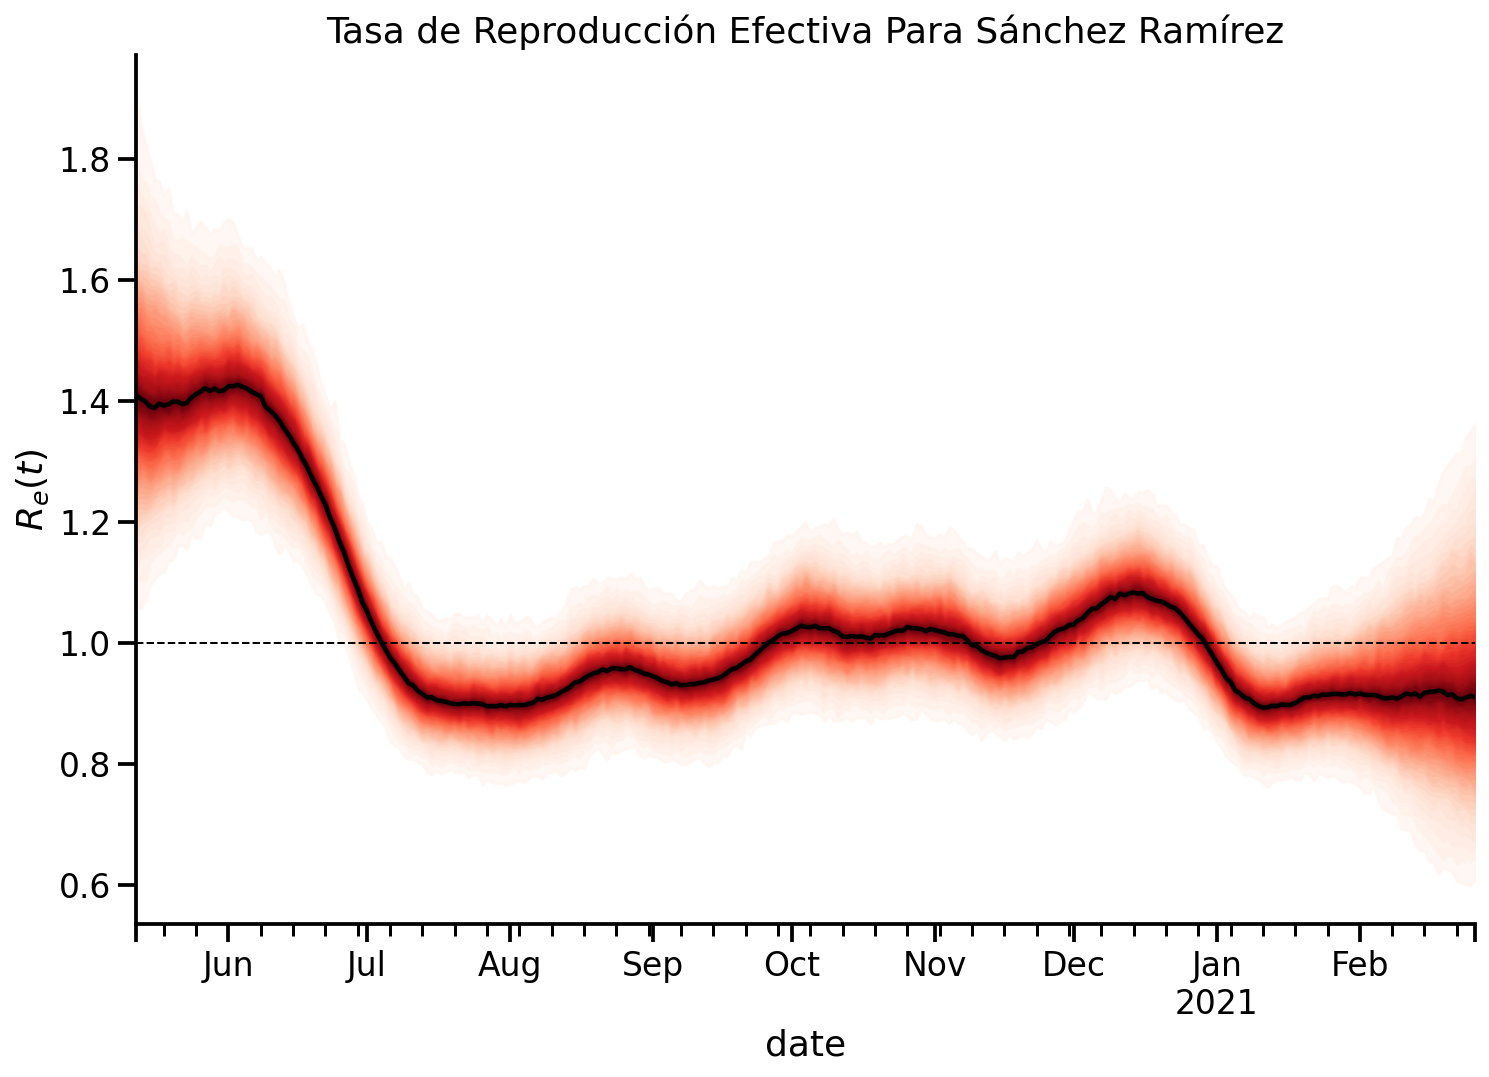 Tasa de Reproducción Efectiva Para Sánchez Ramírez
1.8
1.6
1.4
1.2
1.0
0.8
0.6
Rₑ(t)
Jun Jul Aug Sep Oct Nov Dec Jan Feb
2021
date